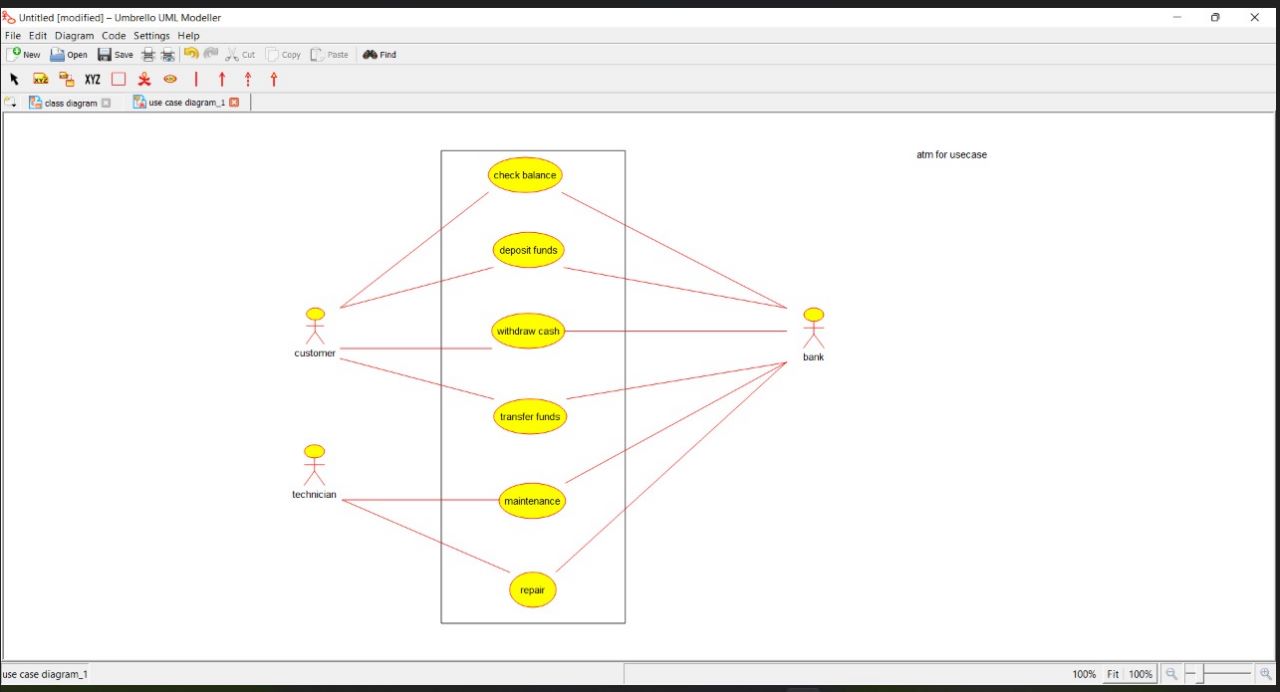 Untitled [modified] – Umbrello UML Modeller
File Edit Diagram Code Settings Help
New Open Save Cut Copy Paste Find
XYZ XYZ
class diagram use case diagram_1
atm for usecase
check balance
deposit funds
withdraw cash
customer
bank
transfer funds
technician
maintenance
repair
use case diagram_1 100% Fit 100%